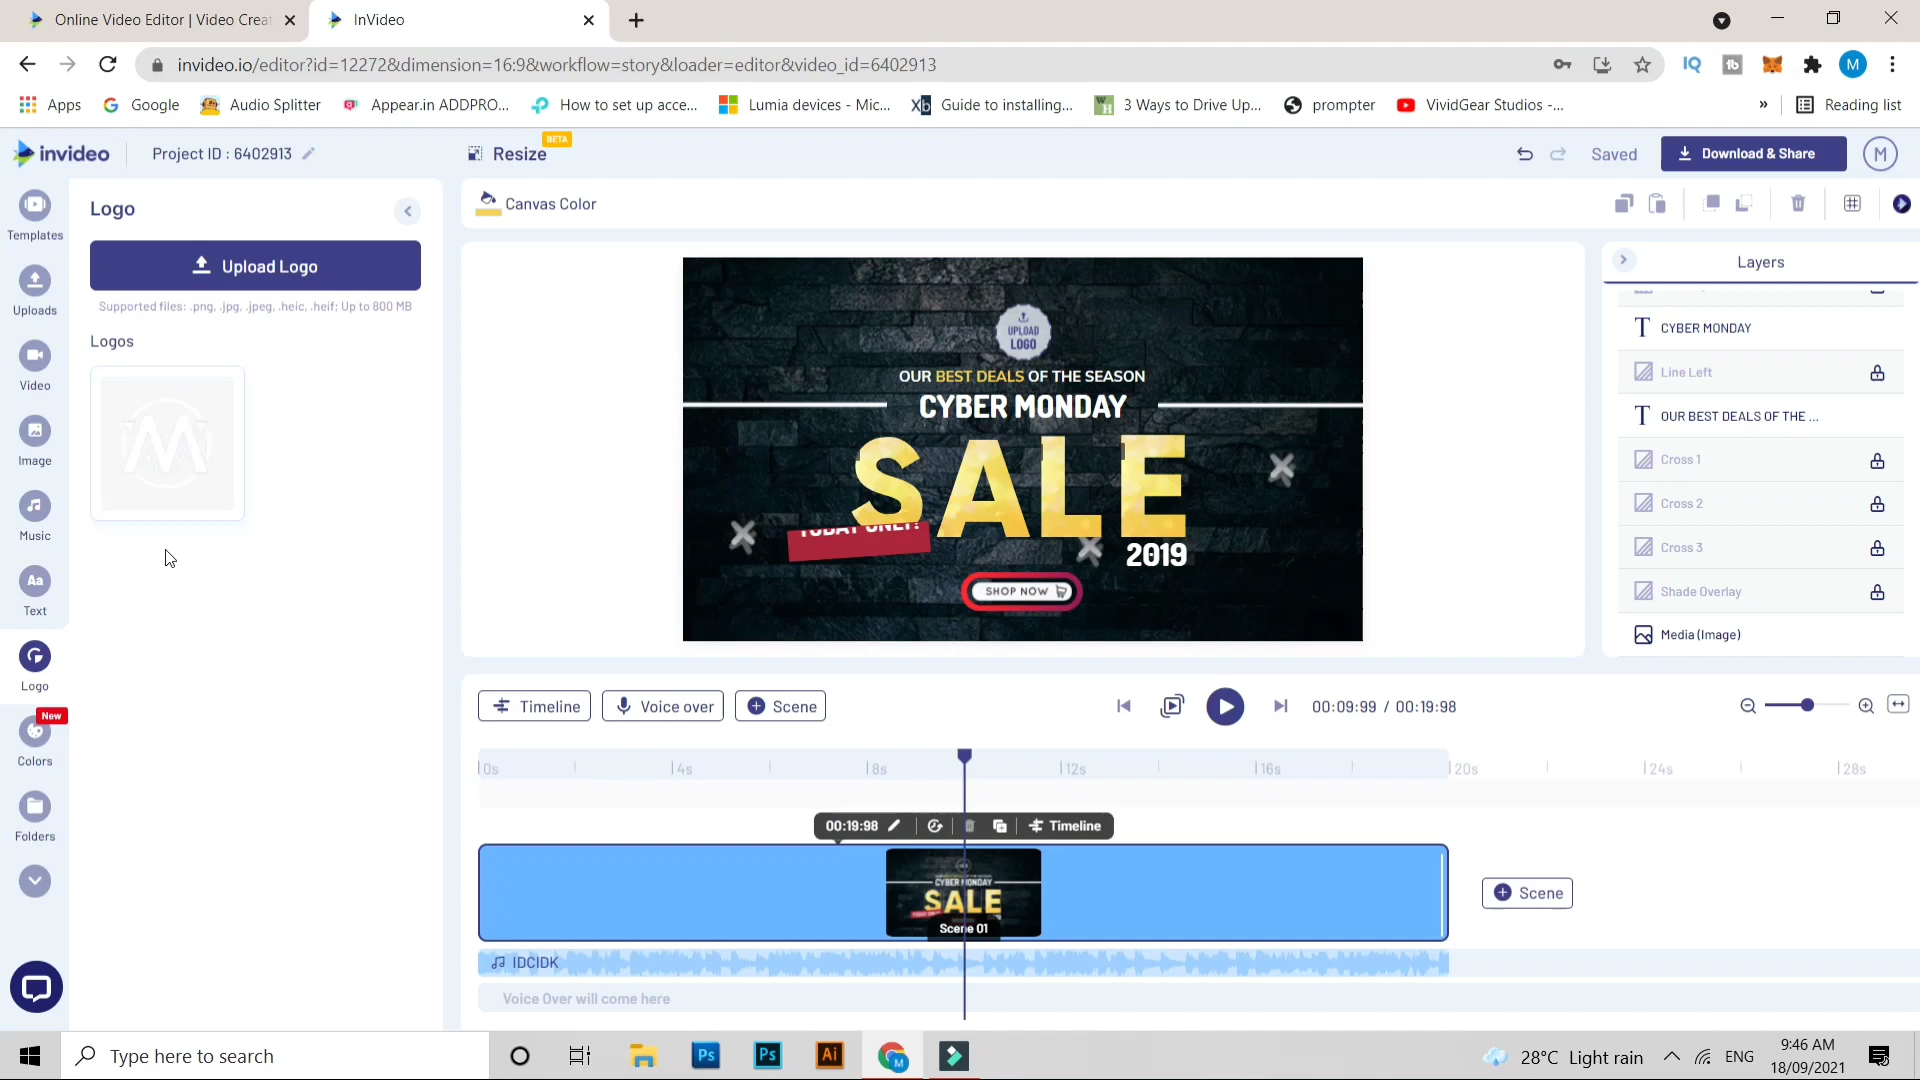 Online Video Editor | Video Creat
InVideo
invideo.io/editor?id=12272&dimension=16:9&workflow=story&loader=editor&video_id=6402913
IQ
tb
M
Apps
Google
Audio Splitter
Appear.in ADDPRO...
How to set up acce...
Lumia devices - Mic...
Guide to installing...
3 Ways to Drive Up...
prompter
VividGear Studios -...
»
Reading list
invideo
Project ID : 6402913
Resize
BETA
Saved
Download & Share
M
Templates
Uploads
Video
Image
Music
Aa
Text
Logo
New
Colors
Folders
Logo
Upload Logo
Supported files: .png, .jpg, .jpeg, .heic, .heif; Up to 800 MB
Logos
M
Canvas Color
UPLOAD
LOGO
OUR BEST DEALS OF THE SEASON
CYBER MONDAY
SALE
TODAY ONLY!
2019
SHOP NOW
Layers
CYBER MONDAY
Line Left
OUR BEST DEALS OF THE ...
Cross 1
Cross 2
Cross 3
Shade Overlay
Media (Image)
Timeline
Voice over
Scene
00:09:99 / 00:19:98
0s
4s
8s
12s
16s
20s
24s
28s
00:19:98
Timeline
CYBER MONDAY
SALE
Scene 01
Scene
IDCIDK
Voice Over will come here
Type here to search
Ps
Ps
Ai
M
28°C Light rain
ENG
9:46 AM
18/09/2021